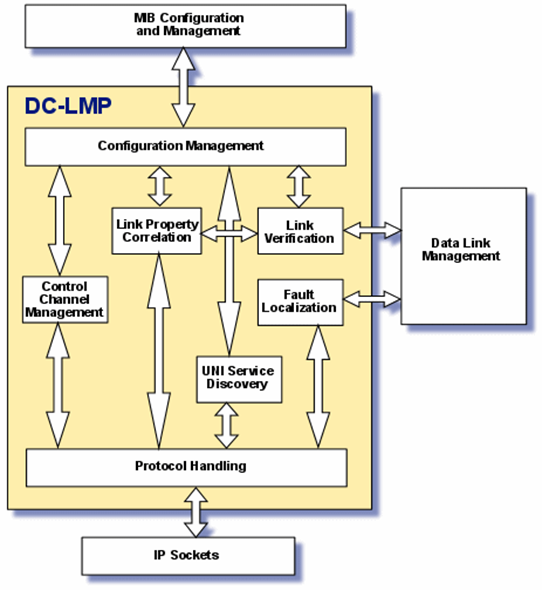 MIB Configuration
and Management
DC-LMP
Configuration Management
Link Property
Correlation
Link
Verification
Data Link
Management
Control
Channel
Management
Fault
Localization
UNI Service
Discovery
Protocol Handling
IP Sockets